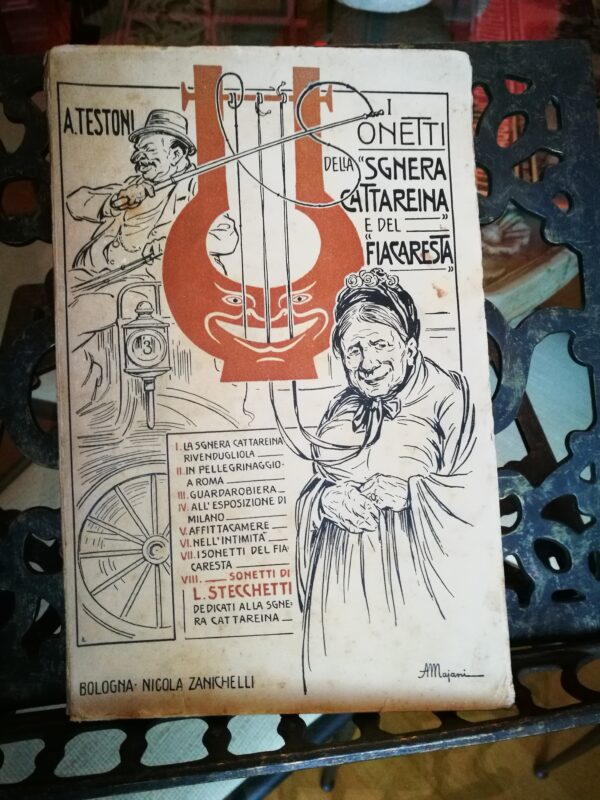 A. TESTONI
I
SONETTI
DELLA "SGNERA
CATTAREINA"
E DEL
"FIACARESTA"
3
I. LA SGNERA CATTAREINA
RIVENDUGLIOLA
II. IN PELLEGRINAGGIO
A ROMA
III. GUARDAROBIERA
IV. ALL'ESPOSIZIONE DI
MILANO
V. AFFITTACAMERE
VI. NELL'INTIMITA'
VII. I SONETTI DEL FIA-
CARESTA
VIII. SONETTI DI
L. STECCHETTI
DEDICATI ALLA SGNE-
RA CATTAREINA
BOLOGNA - NICOLA ZANICHELLI
A Majani